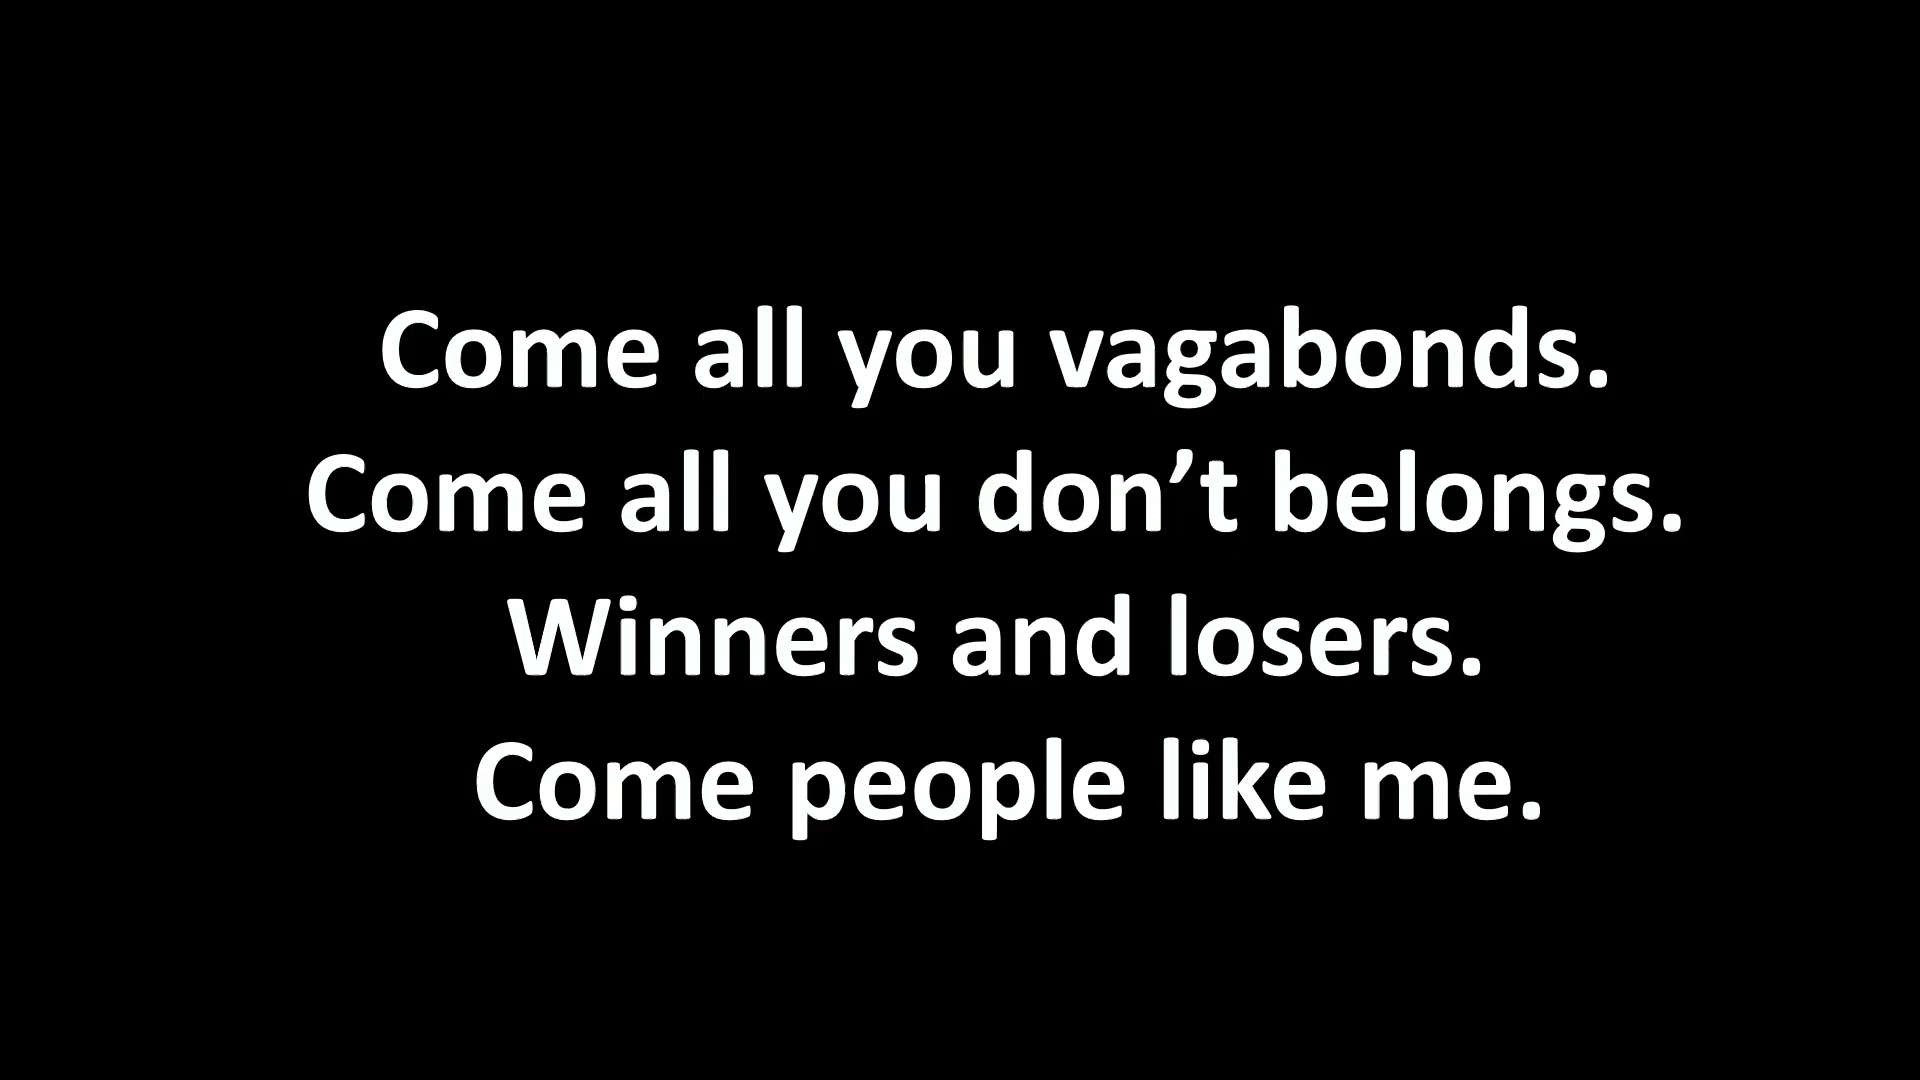 Come all you vagabonds.
Come all you don’t belongs.
Winners and losers.
Come people like me.